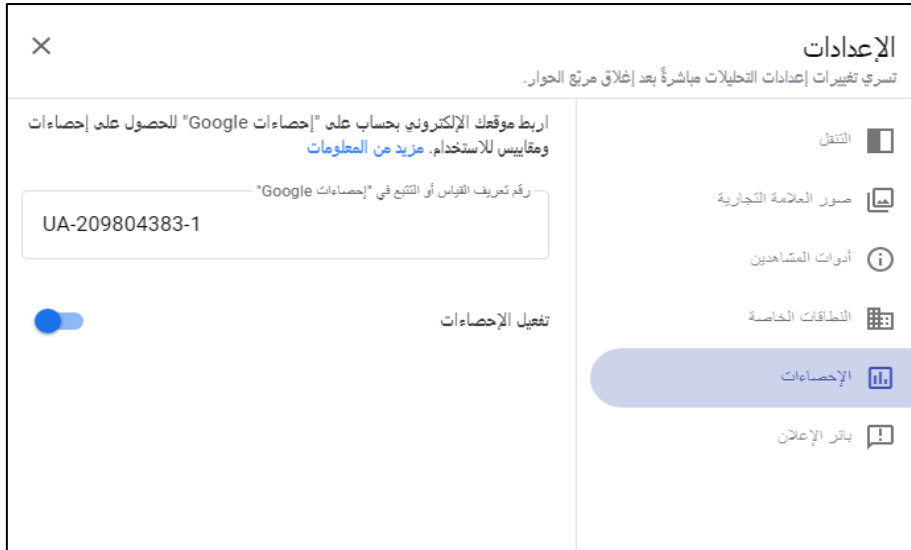 الإعدادات
تسري تغييرات إعدادات التحليلات مباشرةً بعد إغلاق مربّع الحوار.
التنقل
صور العلامة التجارية
أدوات المشاهدين
النطاقات الخاصة
الإحصاءات
بانر الإعلان
اربط موقعك الإلكتروني بحساب على "إحصاءات Google" للحصول على إحصاءات
ومقاييس للاستخدام. مزيد من المعلومات
رقم تعريف القياس أو التتبع في "إحصاءات Google"
UA-209804383-1
تفعيل الإحصاءات